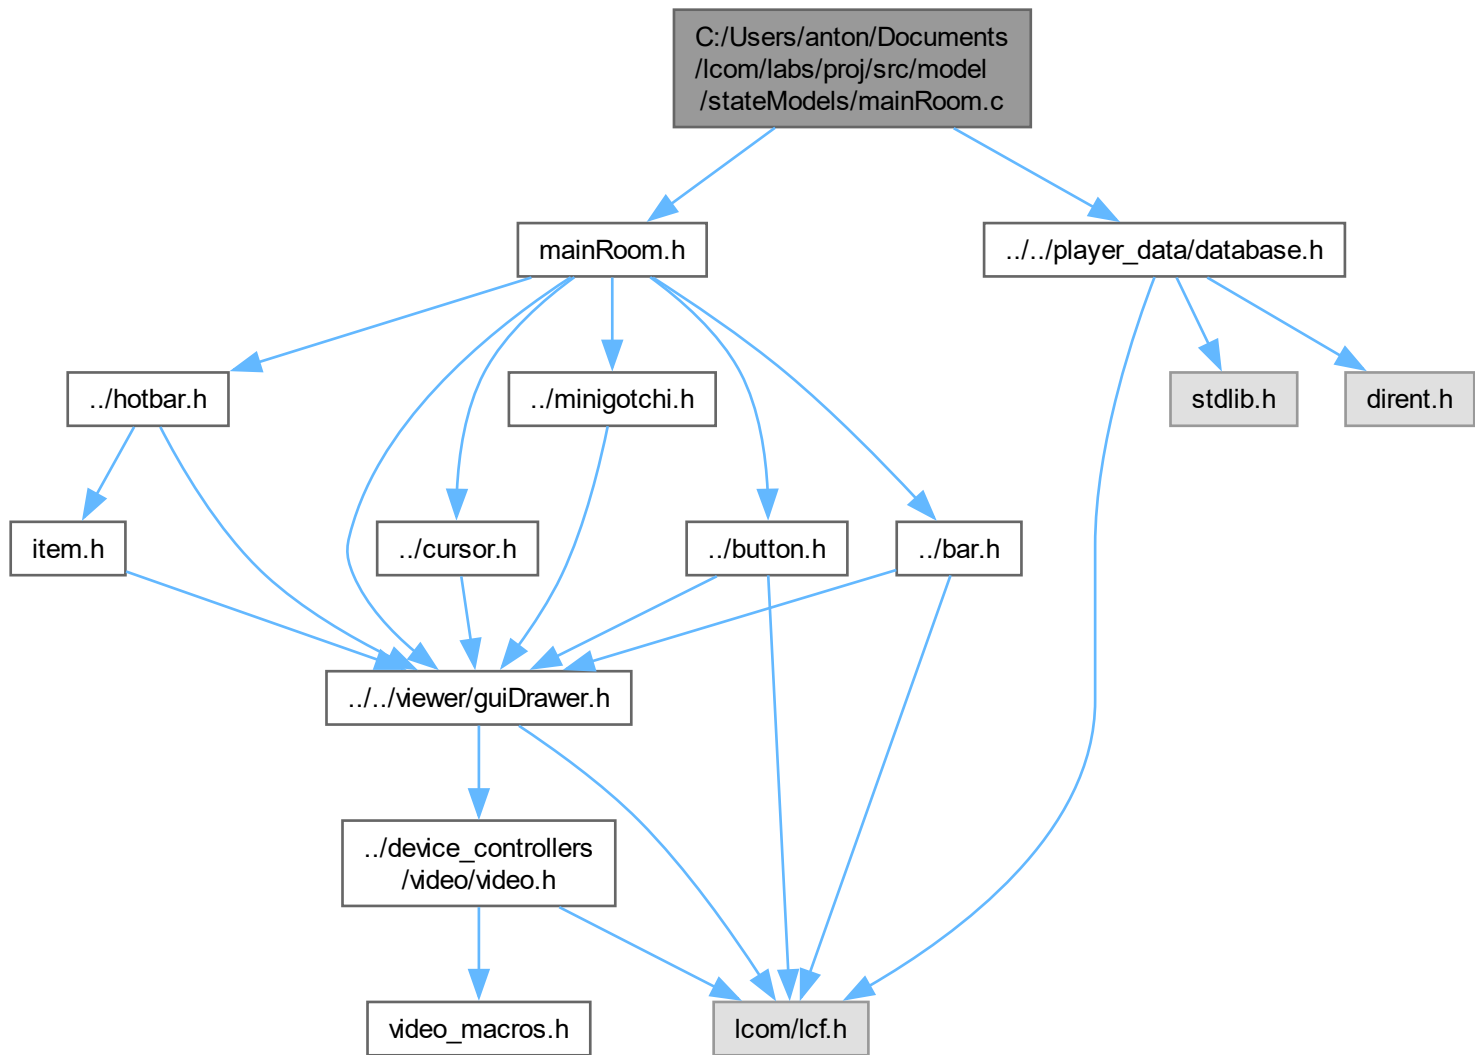 C:/Users/anton/Documents
/lcom/labs/proj/src/model
/stateModels/mainRoom.c
mainRoom.h
../../player_data/database.h
../hotbar.h
../minigotchi.h
stdlib.h
dirent.h
item.h
../cursor.h
../button.h
../bar.h
../../viewer/guiDrawer.h
../device_controllers
/video/video.h
video_macros.h
lcom/lcf.h